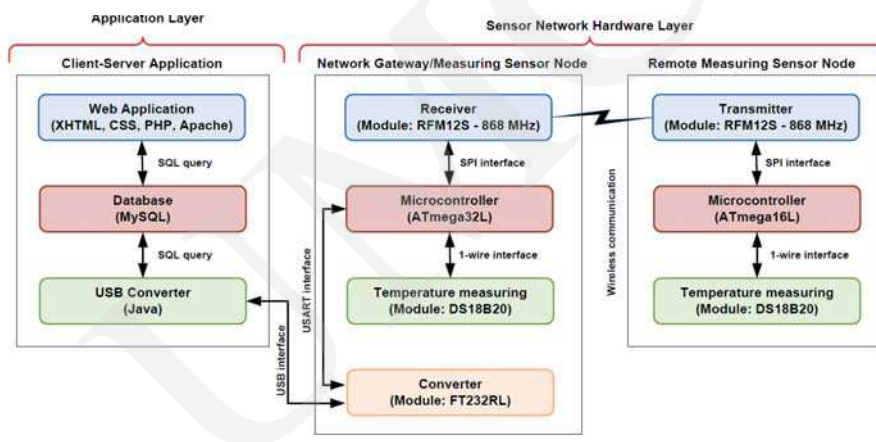 Application Layer
Sensor Network Hardware Layer
Client-Server Application
Web Application
(XHTML, CSS, PHP, Apache)
SQL query
Database
(MySQL)
SQL query
USB Converter
(Java)
USB interface
Network Gateway/Measuring Sensor Node
Receiver
(Module: RFM12S - 868 MHz)
SPI interface
Microcontroller
(ATmega32L)
1-wire interface
USART interface
Temperature measuring
(Module: DS18B20)
Converter
(Module: FT232RL)
Wireless communication
Remote Measuring Sensor Node
Transmitter
(Module: RFM12S - 868 MHz)
SPI interface
Microcontroller
(ATmega16L)
1-wire interface
Temperature measuring
(Module: DS18B20)